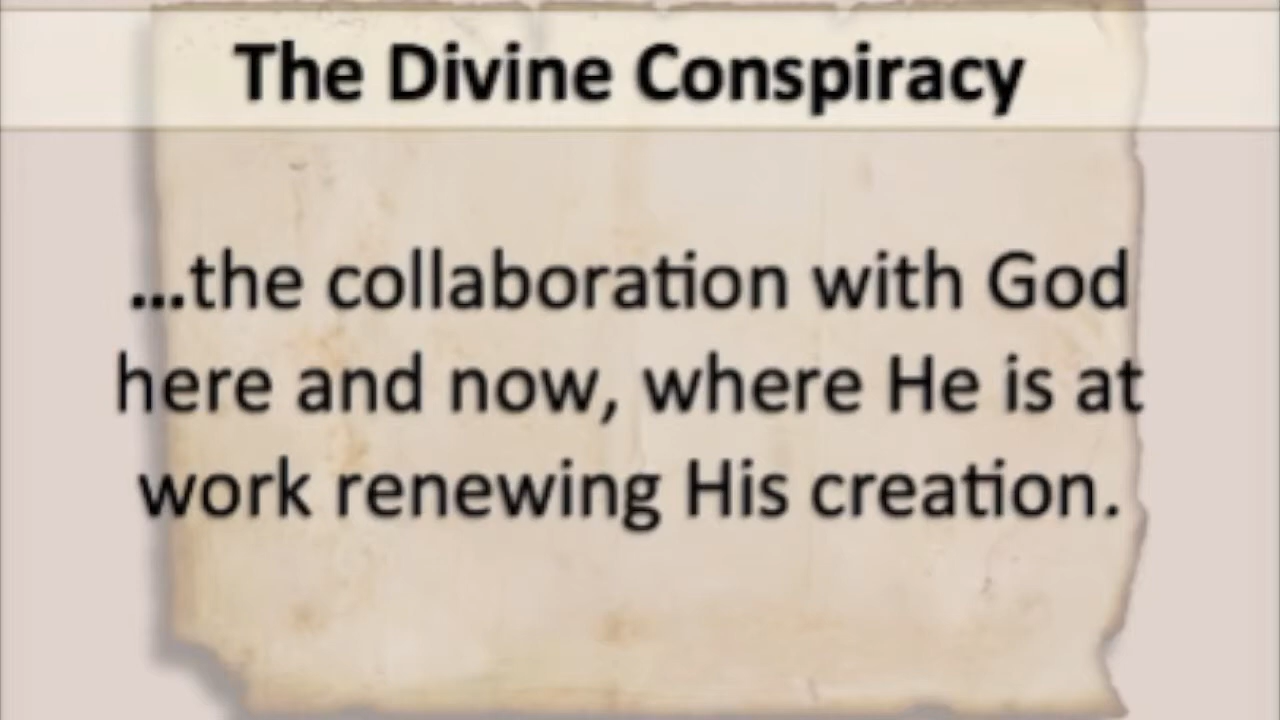 The Divine Conspiracy
...the collaboration with God
here and now, where He is at
work renewing His creation.